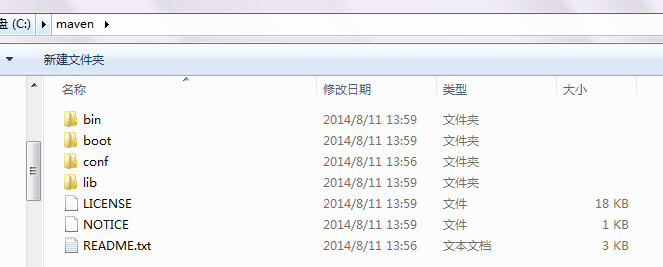 盘 (C:) maven
新建文件夹
名称 修改日期 类型 大小
bin 2014/8/11 13:59 文件夹
boot 2014/8/11 13:59 文件夹
conf 2014/8/11 13:56 文件夹
lib 2014/8/11 13:59 文件夹
LICENSE 2014/8/11 13:59 文件 18 KB
NOTICE 2014/8/11 13:59 文件 1 KB
README.txt 2014/8/11 13:56 文本文档 3 KB